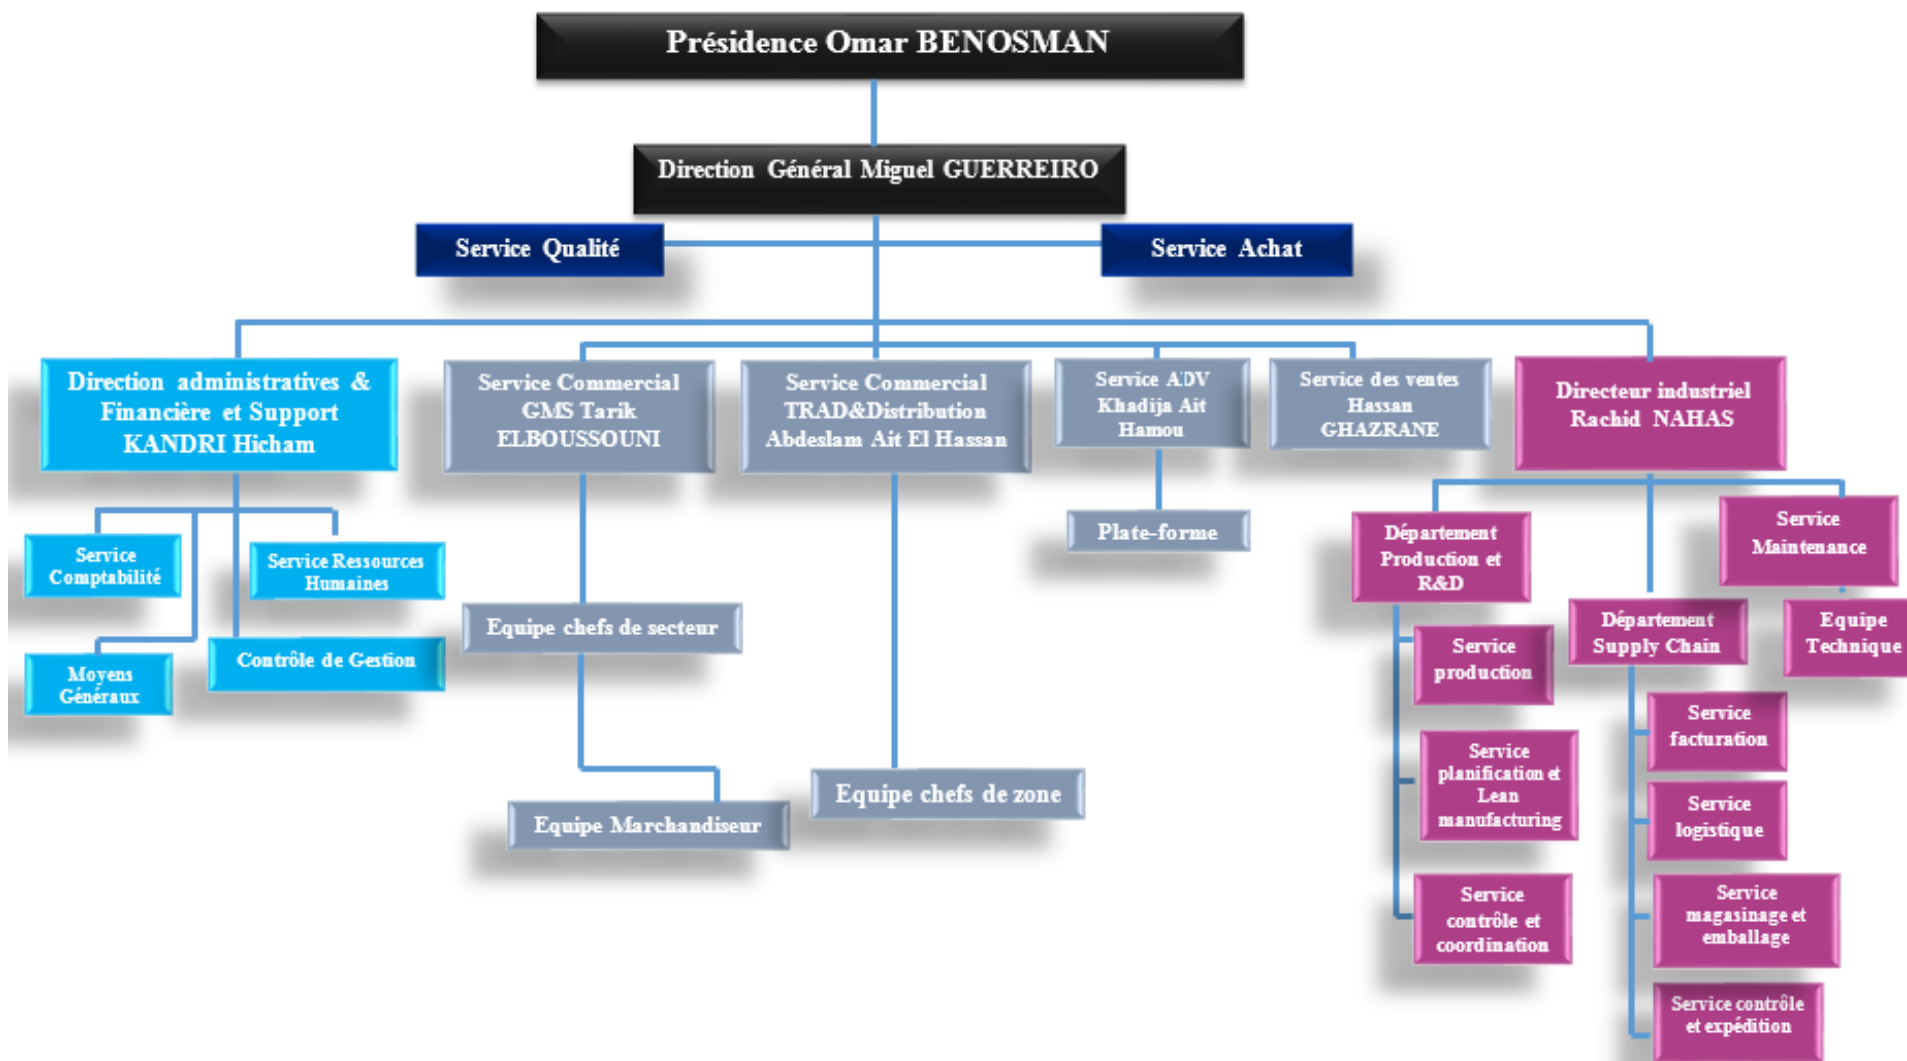 Présidence Omar BENOSMAN
Direction Général Miguel GUERREIRO
Service Qualité
Service Achat
Direction administratives &
Financière et Support
KANDRI Hicham
Service Commercial
GMS Tarik
ELBOUSSOUNI
Service Commercial
TRAD&Distribution
Abdeslam Ait El Hassan
Service ADV
Khadija Ait
Hamou
Service des ventes
Hassan
GHAZRANE
Directeur industriel
Rachid NAHAS
Service
Comptabilité
Service Ressources
Humaines
Moyens
Généraux
Contrôle de Gestion
Equipe chefs de secteur
Equipe Marchandiseur
Equipe chefs de zone
Plate-forme
Département
Production et
R&D
Service
Maintenance
Département
Supply Chain
Equipe
Technique
Service
production
Service
planification et
Lean
manufacturing
Service
contrôle et
coordination
Service
facturation
Service
logistique
Service
magasinage et
emballage
Service contrôle
et expédition